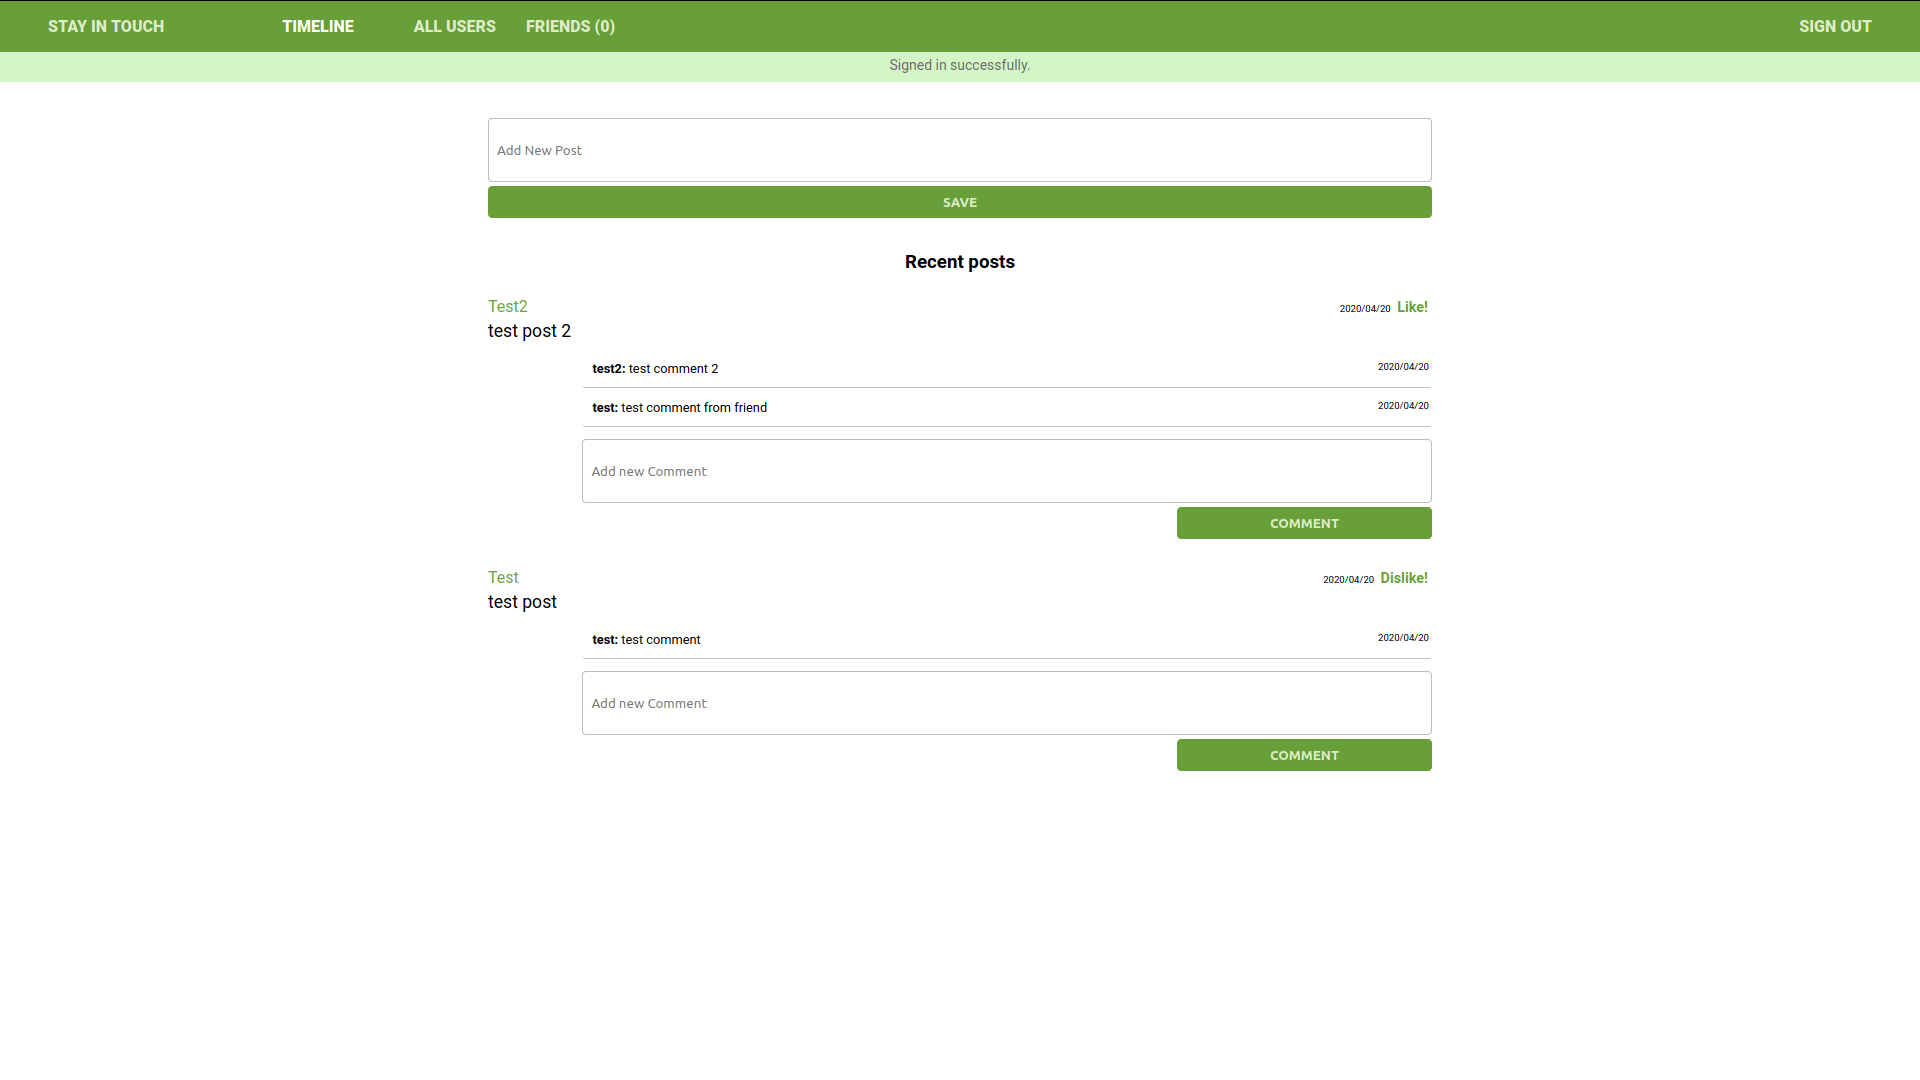 STAY IN TOUCH TIMELINE ALL USERS FRIENDS (0) SIGN OUT
Signed in successfully.
Add New Post
SAVE
Recent posts
Test2 2020/04/20 Like!
test post 2
test2: test comment 2 2020/04/20
test: test comment from friend 2020/04/20
Add new Comment
COMMENT
Test 2020/04/20 Dislike!
test post
test: test comment 2020/04/20
Add new Comment
COMMENT